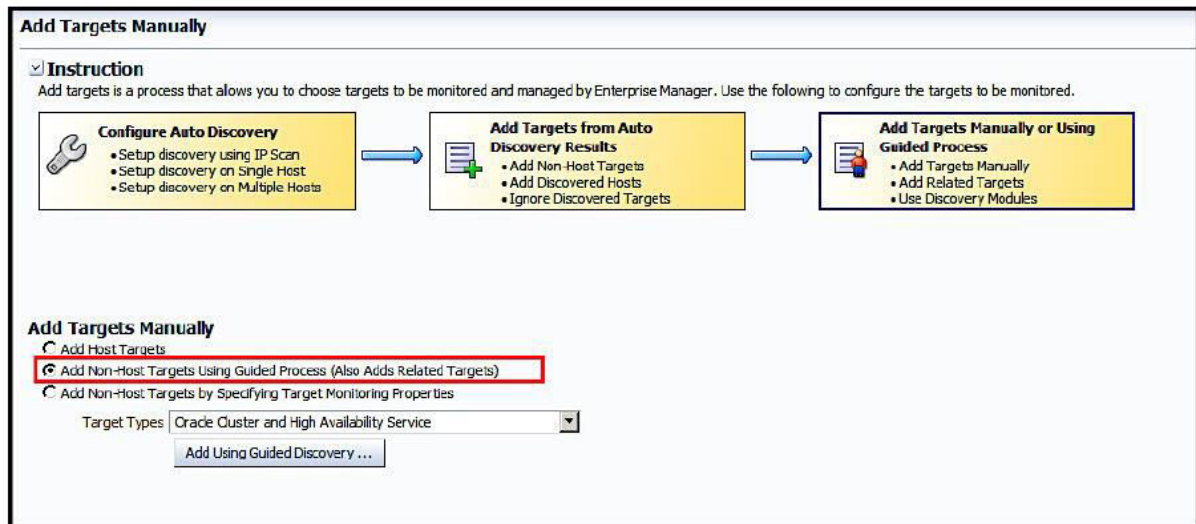 Add Targets Manually
Instruction
Add targets is a process that allows you to choose targets to be monitored and managed by Enterprise Manager. Use the folowing to configure the targets to be monitored.
Configure Auto Discovery
• Setup discovery using IP Scan
• Setup discovery on Single Host
• Setup discovery on Multiple Hosts
Add Targets from Auto
Discovery Results
• Add Non-Host Targets
• Add Discovered Hosts
• Ignore Discovered Targets
Add Targets Manually or Using
Guided Process
• Add Targets Manually
• Add Related Targets
• Use Discovery Modules
Add Targets Manually
Add Host Targets
Add Non-Host Targets Using Guided Process (Also Adds Related Targets)
Add Non-Host Targets by Specifying Target Monitoring Properties
Target Types Oracle Cluster and High Availability Service
Add Using Guided Discovery ...